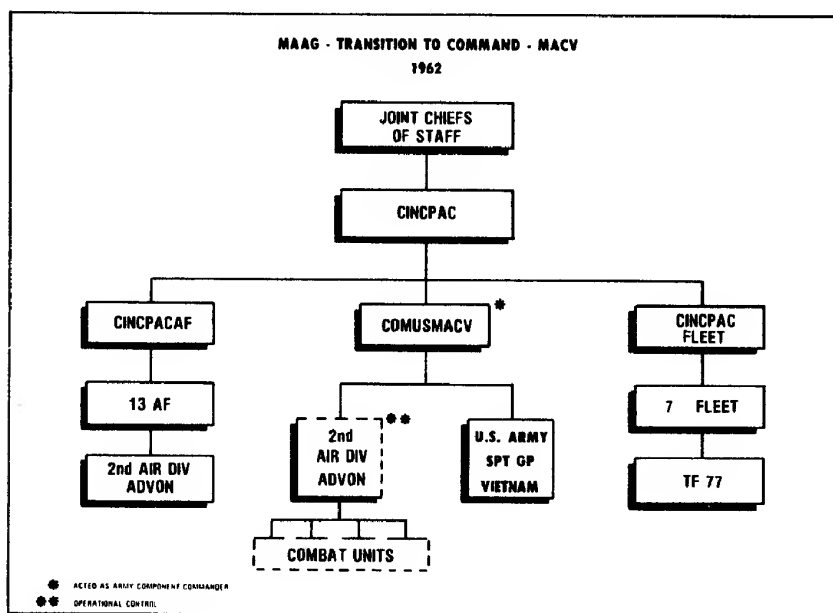 MAAG - TRANSITION TO COMMAND - MACV
1962
JOINT CHIEFS
OF STAFF
CINCPAC
CINCPACAF
COMUSMACV *
CINCPAC
FLEET
13 AF
2nd
AIR DIV
ADVON
**
U.S. ARMY
SPT GP
VIETNAM
7 FLEET
2nd AIR DIV
ADVON
TF 77
COMBAT UNITS
* ACTED AS ARMY COMPONENT COMMANDER
** OPERATIONAL CONTROL